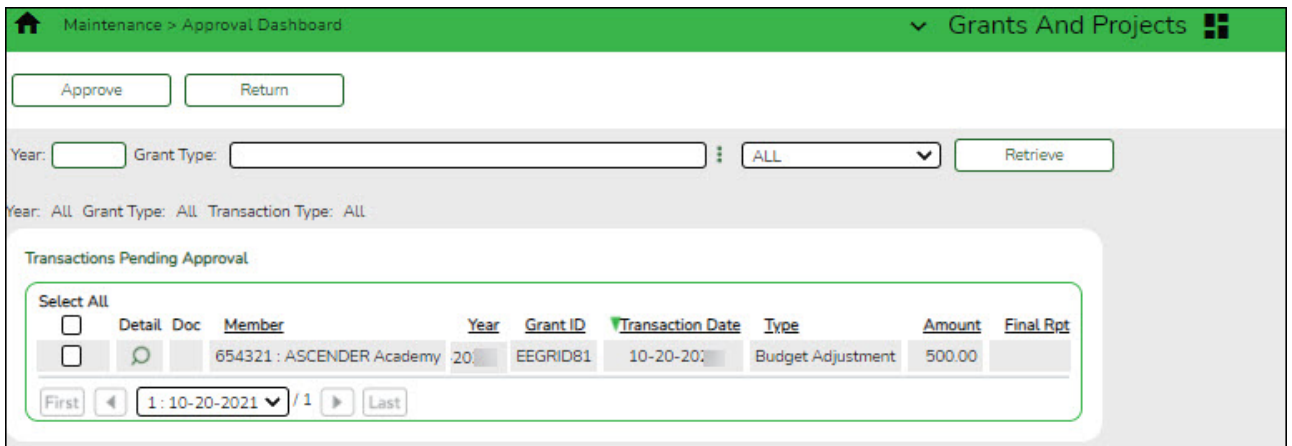 Maintenance > Approval Dashboard Grants And Projects
Approve Return
Year: Grant Type: ALL Retrieve
Year: All Grant Type: All Transaction Type: All
Transactions Pending Approval
Select All
Detail Doc Member Year Grant ID Transaction Date Type Amount Final Rpt
654321 : ASCENDER Academy EEGRID81 Budget Adjustment 500.00
First 1 : 10-20-2021 / 1 Last